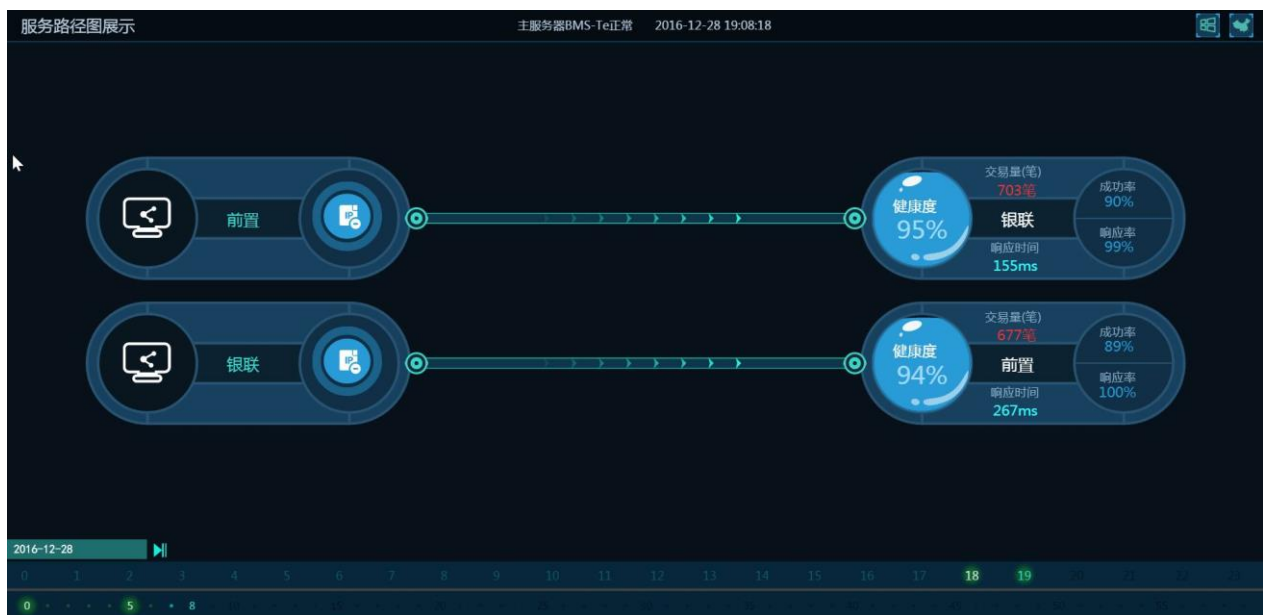 服务路径图展示
主服务器BMS-Te正常 2016-12-28 19:08:18
前置
IP
健康度
95%
交易量(笔)
703笔
银联
响应时间
155ms
成功率
90%
响应率
99%
银联
IP
健康度
94%
交易量(笔)
677笔
前置
响应时间
267ms
成功率
89%
响应率
100%
2016-12-28
0 1 2 3 4 5 6 7 8 9 10 11 12 13 14 15 16 17 18 19 20 21 22 23
0 5 8